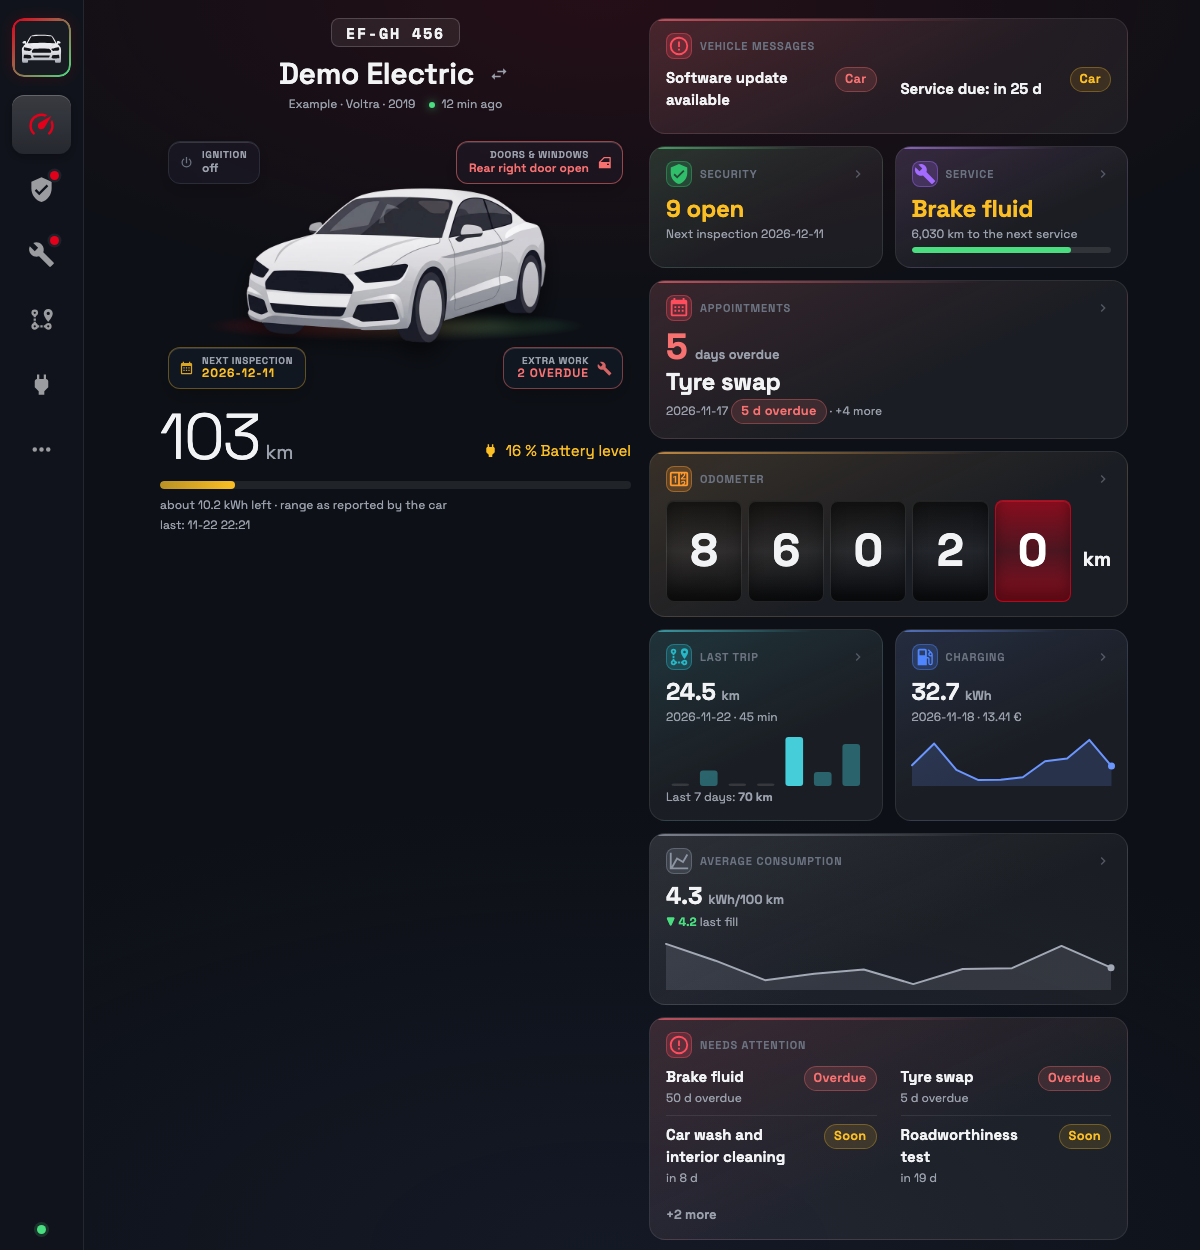 EF-GH 456
Demo Electric
Example · Voltra · 2019 12 min ago
IGNITION
off
DOORS & WINDOWS
Rear right door open
NEXT INSPECTION
2026-12-11
EXTRA WORK
2 OVERDUE
103 km
16 % Battery level
about 10.2 kWh left · range as reported by the car
last: 11-22 22:21
VEHICLE MESSAGES
Software update
available
Car
Service due: in 25 d
Car
SECURITY
9 open
Next inspection 2026-12-11
SERVICE
Brake fluid
6,030 km to the next service
APPOINTMENTS
5 days overdue
Tyre swap
2026-11-17 5 d overdue · +4 more
ODOMETER
8 6 0 2 0 km
LAST TRIP
24.5 km
2026-11-22 · 45 min
Last 7 days: 70 km
CHARGING
32.7 kWh
2026-11-18 · 13.41 €
AVERAGE CONSUMPTION
4.3 kWh/100 km
▼ 4.2 last fill
NEEDS ATTENTION
Brake fluid
Overdue
50 d overdue
Tyre swap
Overdue
5 d overdue
Car wash and
interior cleaning
Soon
in 8 d
Roadworthiness
test
Soon
in 19 d
+2 more